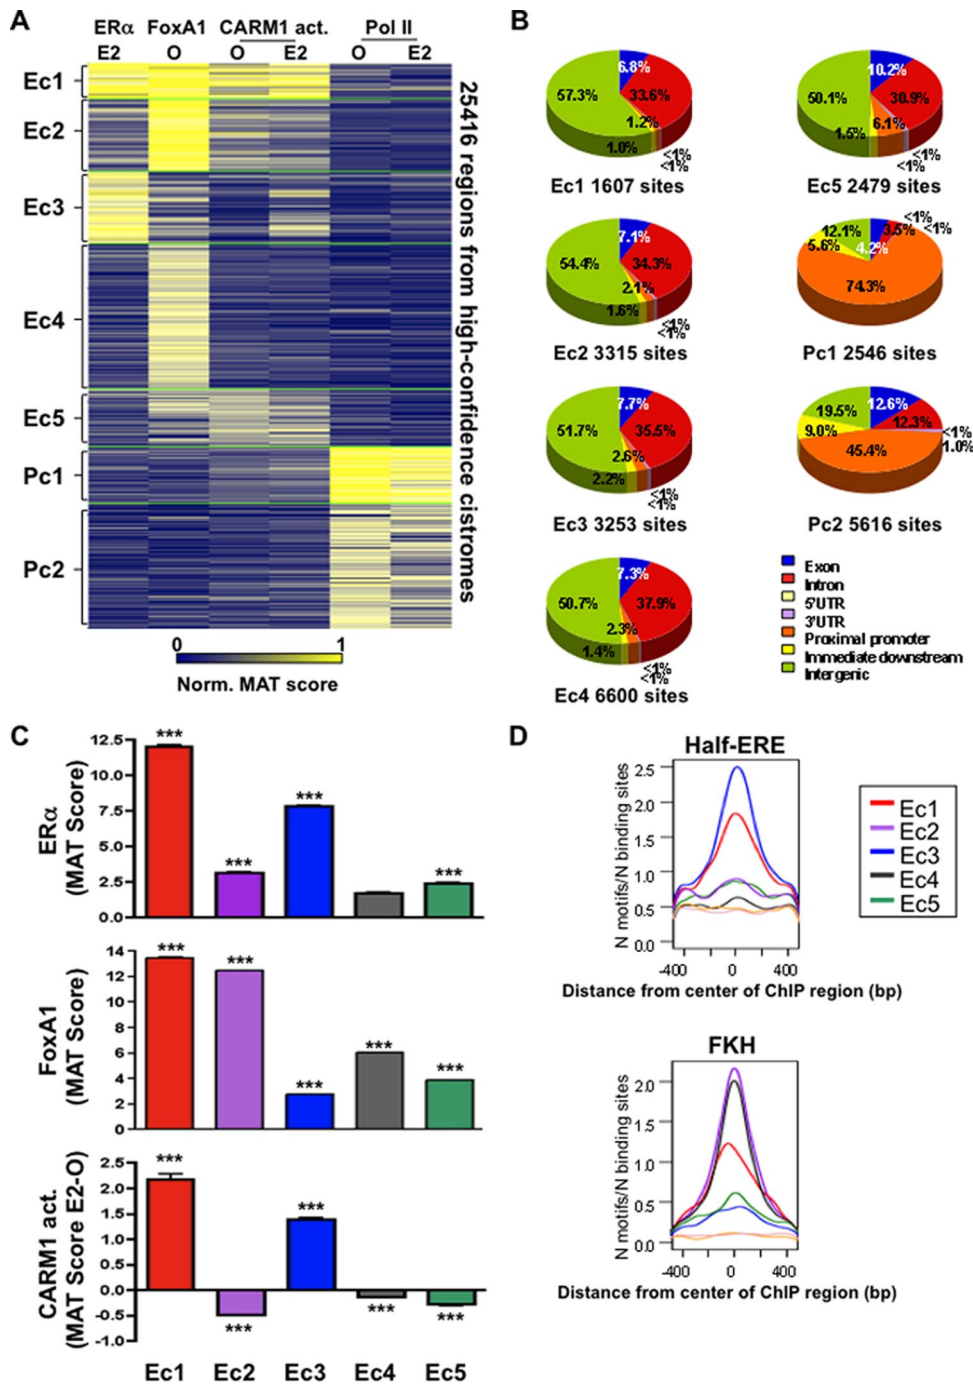 A
ERα FoxA1 CARM1 act. Pol II
E2 O O E2 O E2
Ec1
Ec2
Ec3
Ec4
Ec5
Pc1
Pc2
25416 regions from high-confidence cistromes
0 1
Norm. MAT score
B
6.8%
57.3% 33.6%
1.2%
1.0%
<1%
<1%
Ec1 1607 sites
10.2%
50.1% 30.9%
1.5% 6.1%
<1%
<1%
Ec5 2479 sites
7.1%
54.4% 34.3%
2.1%
1.6%
<1%
<1%
Ec2 3315 sites
<1%
12.1% 3.5% <1%
5.6% 4.2%
74.3%
Pc1 2546 sites
7.7%
51.7% 35.5%
2.6%
2.2%
<1%
<1%
Ec3 3253 sites
19.5% 12.6%
12.3%
9.0% <1%
45.4% 1.0%
Pc2 5616 sites
7.3%
50.7% 37.9%
2.3%
1.4%
<1%
<1%
Ec4 6600 sites
Exon
Intron
5'UTR
3'UTR
Proximal promoter
Immediate downstream
Intergenic
C
ERα
(MAT Score)
12.5
10.0
7.5
5.0
2.5
0.0
*** *** *** ***
FoxA1
(MAT Score)
14
12
10
8
6
4
2
0
*** *** *** *** ***
CARM1 act.
(MAT Score E2-O)
2.5
2.0
1.5
1.0
0.5
0.0
-0.5
-1.0
*** *** *** *** ***
Ec1 Ec2 Ec3 Ec4 Ec5
D
Half-ERE
N motifs/N binding sites
2.5
2.0
1.5
1.0
0.5
0.0
-400 0 400
Distance from center of ChIP region (bp)
Ec1
Ec2
Ec3
Ec4
Ec5
FKH
N motifs/N binding sites
2.0
1.5
1.0
0.5
0.0
-400 0 400
Distance from center of ChIP region (bp)